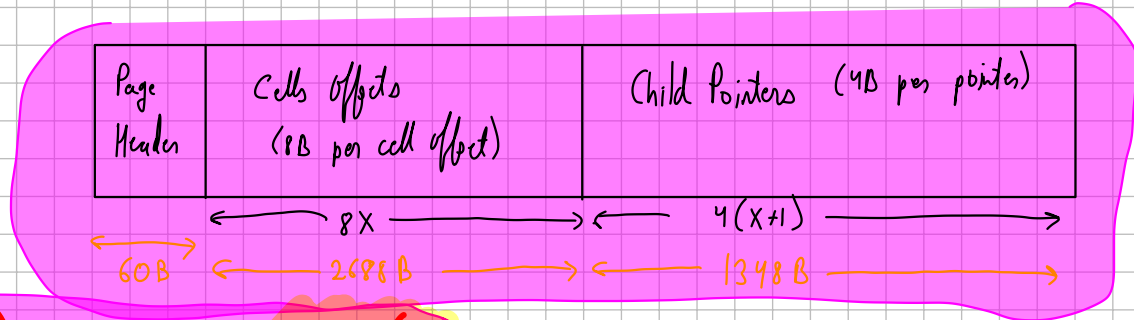 Page
Header
Cells Offsets
(8B per cell offset)
Child Pointers (4B per pointer)
8X
4(X+1)
60B
2688B
1348B